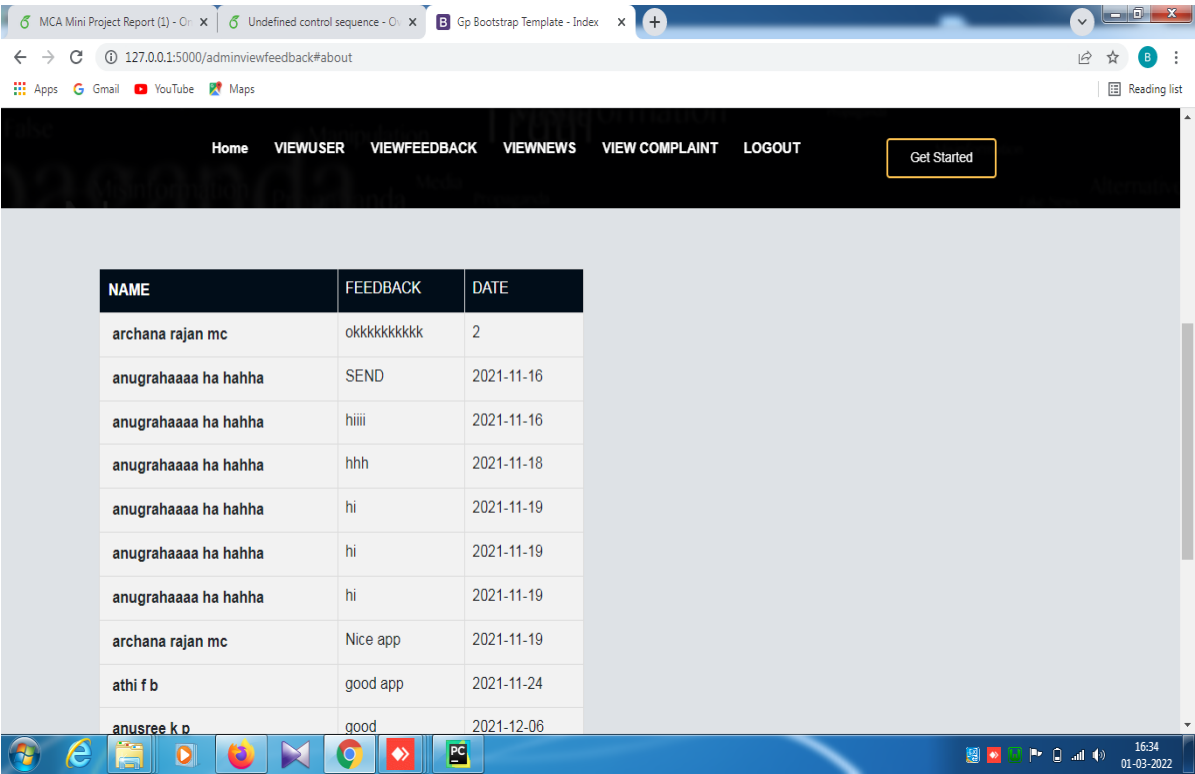 MCA Mini Project Report (1) - On
Undefined control sequence - Ov
B Gp Bootstrap Template - Index
127.0.0.1:5000/adminviewfeedback#about
B
Apps Gmail YouTube Maps Reading list
Home VIEWUSER VIEWFEEDBACK VIEWNEWS VIEW COMPLAINT LOGOUT Get Started
Misinformation
Manipulation
Media
Alternative
NAME FEEDBACK DATE
archana rajan mc okkkkkkkkkk 2
anugrahaaaa ha hahha SEND 2021-11-16
anugrahaaaa ha hahha hiiii 2021-11-16
anugrahaaaa ha hahha hhh 2021-11-18
anugrahaaaa ha hahha hi 2021-11-19
anugrahaaaa ha hahha hi 2021-11-19
anugrahaaaa ha hahha hi 2021-11-19
archana rajan mc Nice app 2021-11-19
athi f b good app 2021-11-24
anusree k p good 2021-12-06
PC
16:34
01-03-2022